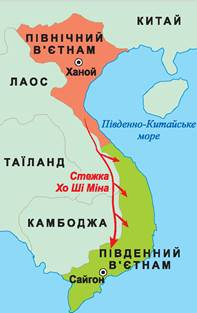 КИТАЙ
ПІВНІЧНИЙ
В'ЄТНАМ
Ханой
ЛАОС
Південно-Китайське
море
ТАЇЛАНД
Стежка
Хо Ші Міна
КАМБОДЖА
ПІВДЕННИЙ
В'ЄТНАМ
Сайгон